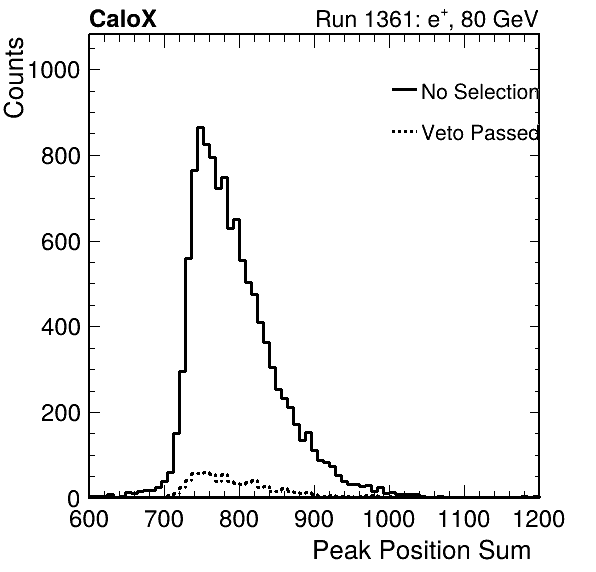 CaloX Run 1361: e⁺, 80 GeV
Counts
1000
800
600
400
200
0
No Selection
Veto Passed
600 700 800 900 1000 1100 1200
Peak Position Sum